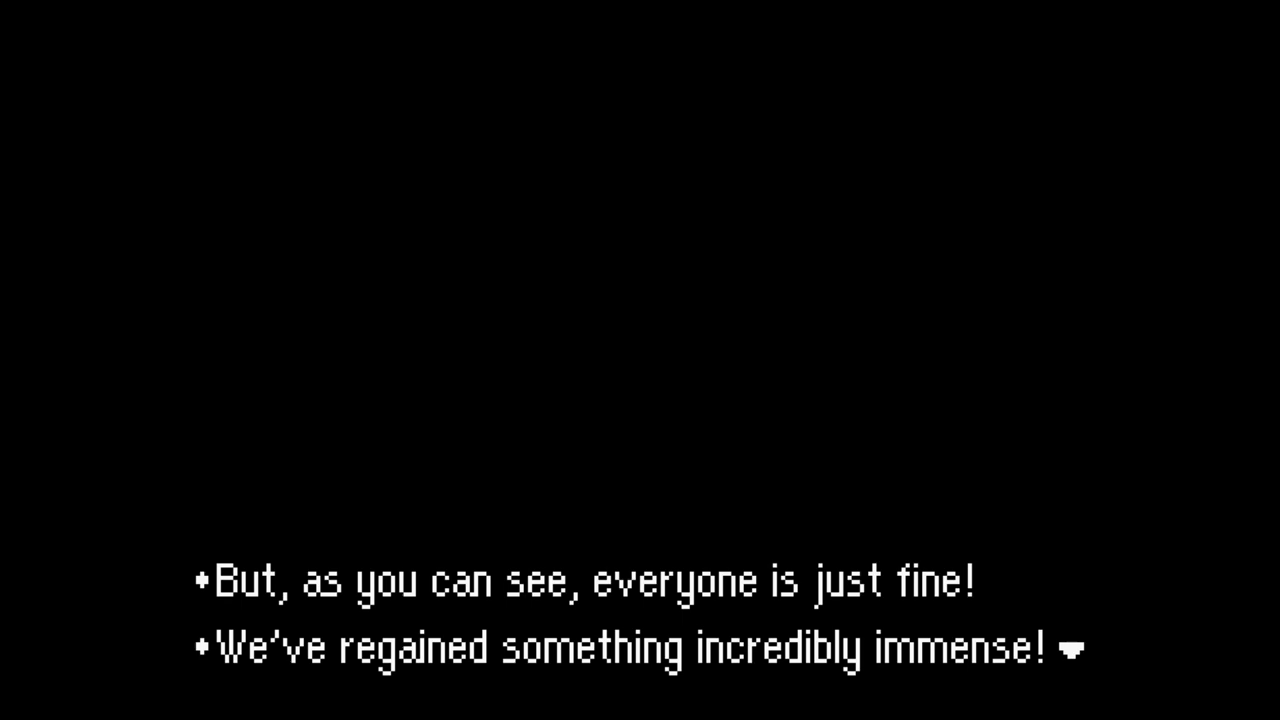 •But, as you can see, everyone is just fine!
•We've regained something incredibly immense!